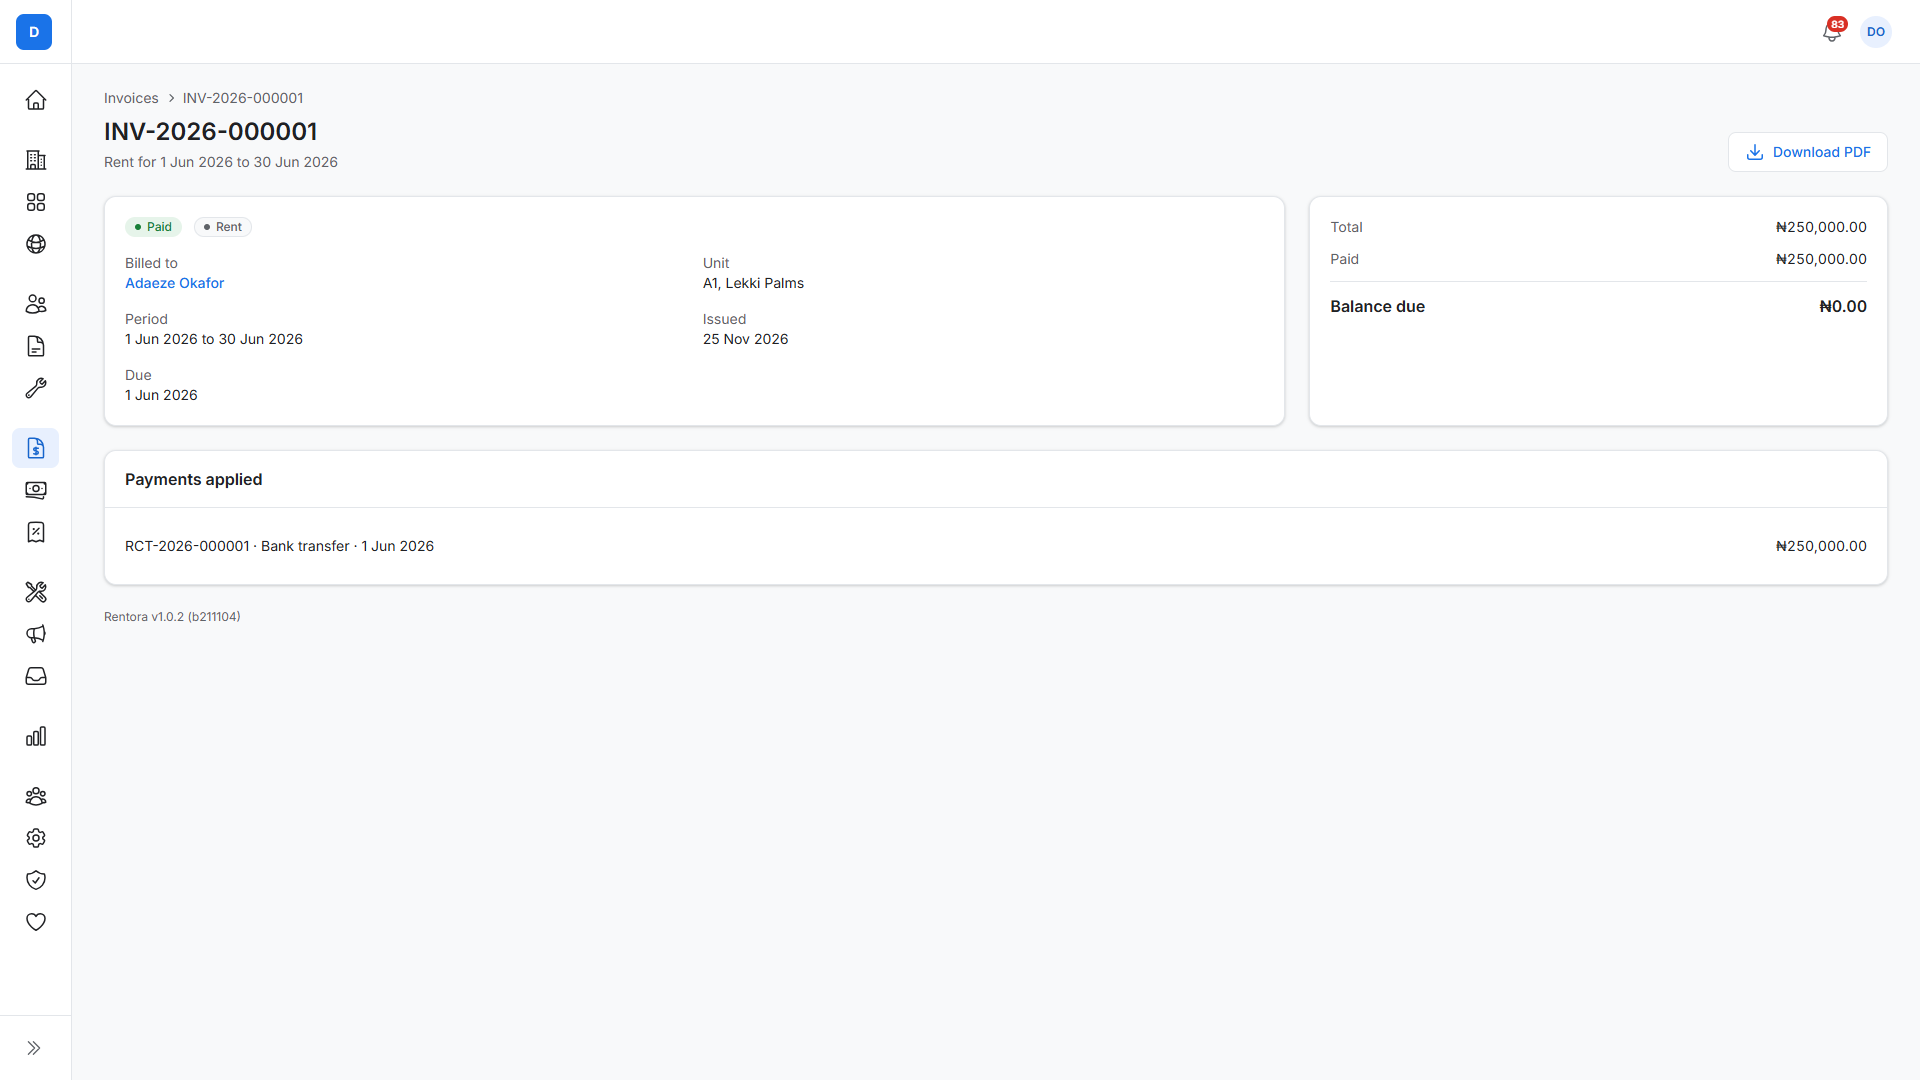 D
83
DO
Invoices > INV-2026-000001
INV-2026-000001
Rent for 1 Jun 2026 to 30 Jun 2026
Download PDF
Paid
Rent
Billed to
Adaeze Okafor
Unit
A1, Lekki Palms
Period
1 Jun 2026 to 30 Jun 2026
Issued
25 Nov 2026
Due
1 Jun 2026
Total ₦250,000.00
Paid ₦250,000.00
Balance due ₦0.00
Payments applied
RCT-2026-000001 · Bank transfer · 1 Jun 2026 ₦250,000.00
Rentora v1.0.2 (b211104)